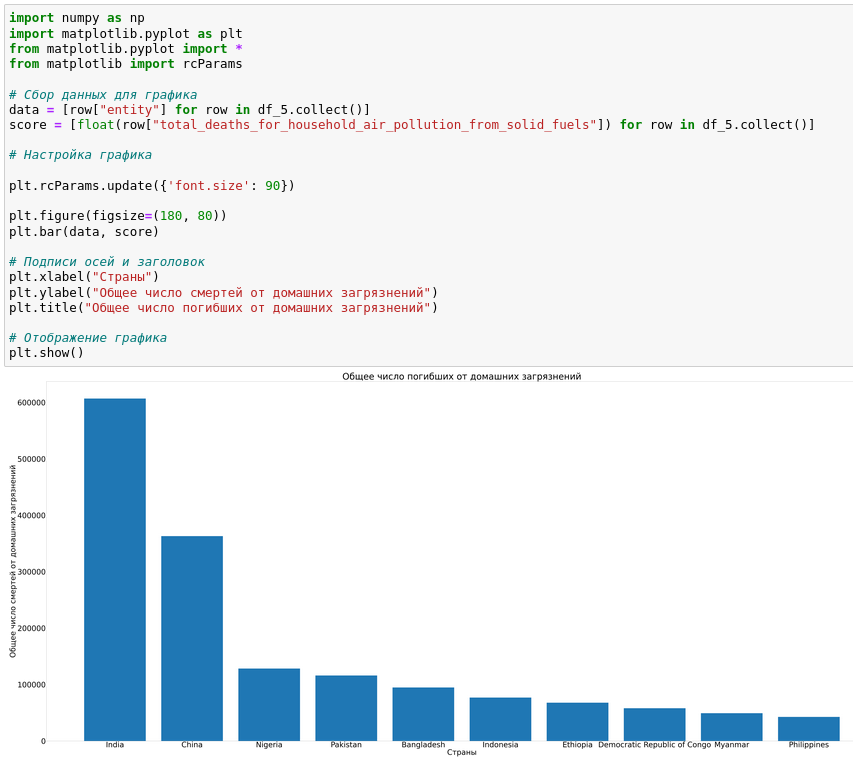 import numpy as np
import matplotlib.pyplot as plt
from matplotlib.pyplot import *
from matplotlib import rcParams
# Сбор данных для графика
data = [row["entity"] for row in df_5.collect()]
score = [float(row["total_deaths_for_household_air_pollution_from_solid_fuels"]) for row in df_5.collect()]
# Настройка графика
plt.rcParams.update({'font.size': 90})
plt.figure(figsize=(180, 80))
plt.bar(data, score)
# Подписи осей и заголовок
plt.xlabel("Страны")
plt.ylabel("Общее число смертей от домашних загрязнений")
plt.title("Общее число погибших от домашних загрязнений")
# Отображение графика
plt.show()
Общее число погибших от домашних загрязнений
Общее число смертей от домашних загрязнений
600000
500000
400000
300000
200000
100000
0
India China Nigeria Pakistan Bangladesh Indonesia Ethiopia Democratic Republic of Congo Myanmar Philippines
Страны